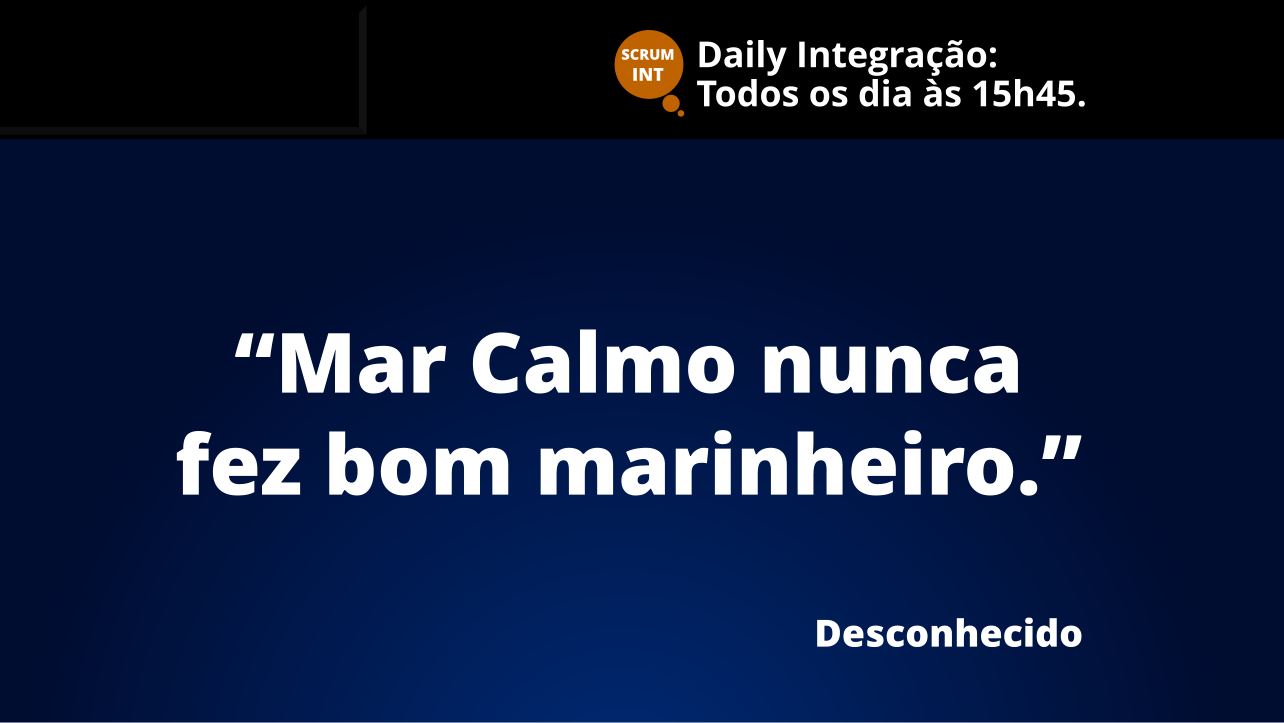 SCRUM
INT
Daily Integração:
Todos os dia às 15h45.
“Mar Calmo nunca
fez bom marinheiro.”
Desconhecido